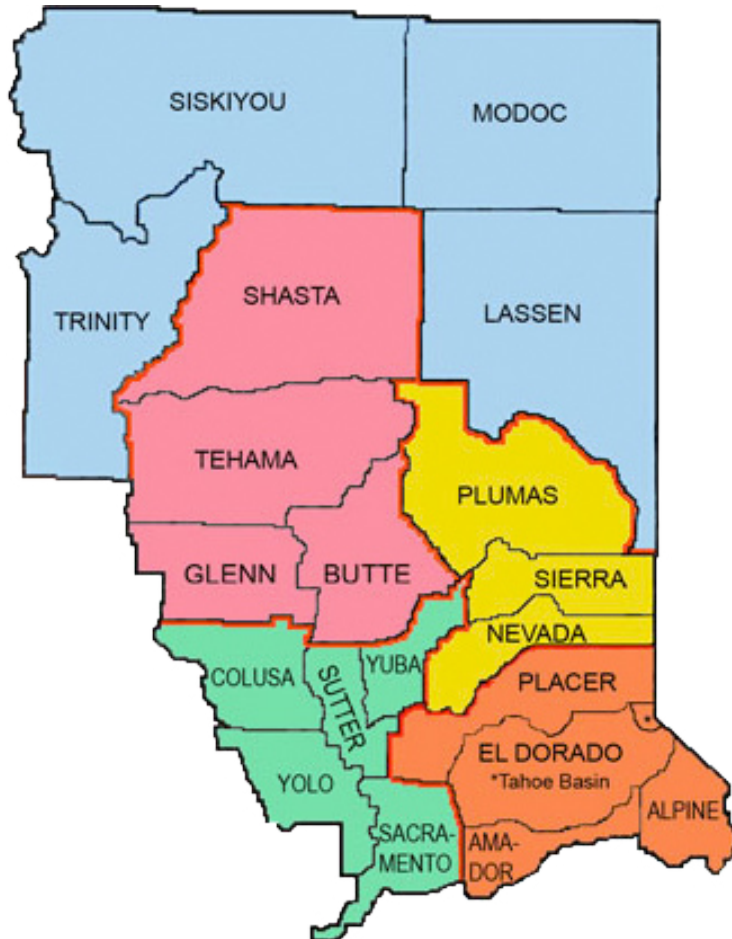 SISKIYOU
MODOC
SHASTA
TRINITY
LASSEN
TEHAMA
PLUMAS
GLENN
BUTTE
SIERRA
NEVADA
COLUSA
SUTTER
YUBA
PLACER
EL DORADO
*Tahoe Basin
*
YOLO
ALPINE
SACRA-
MENTO
AMA-
DOR